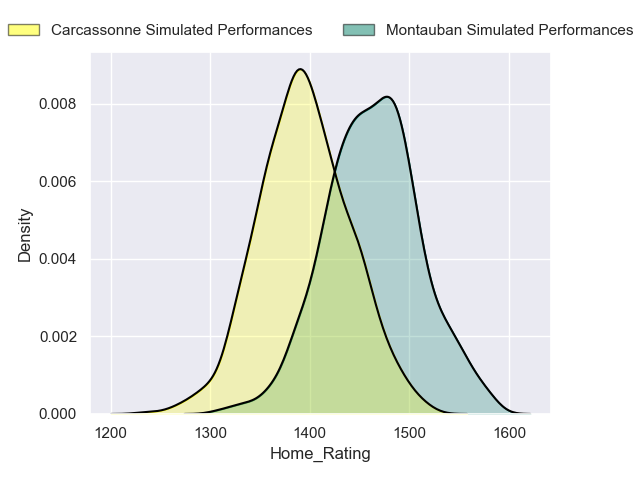 Carcassonne Simulated Performances Montauban Simulated Performances
0.008
0.006
0.004
0.002
0.000
Density
1200 1300 1400 1500 1600
Home_Rating